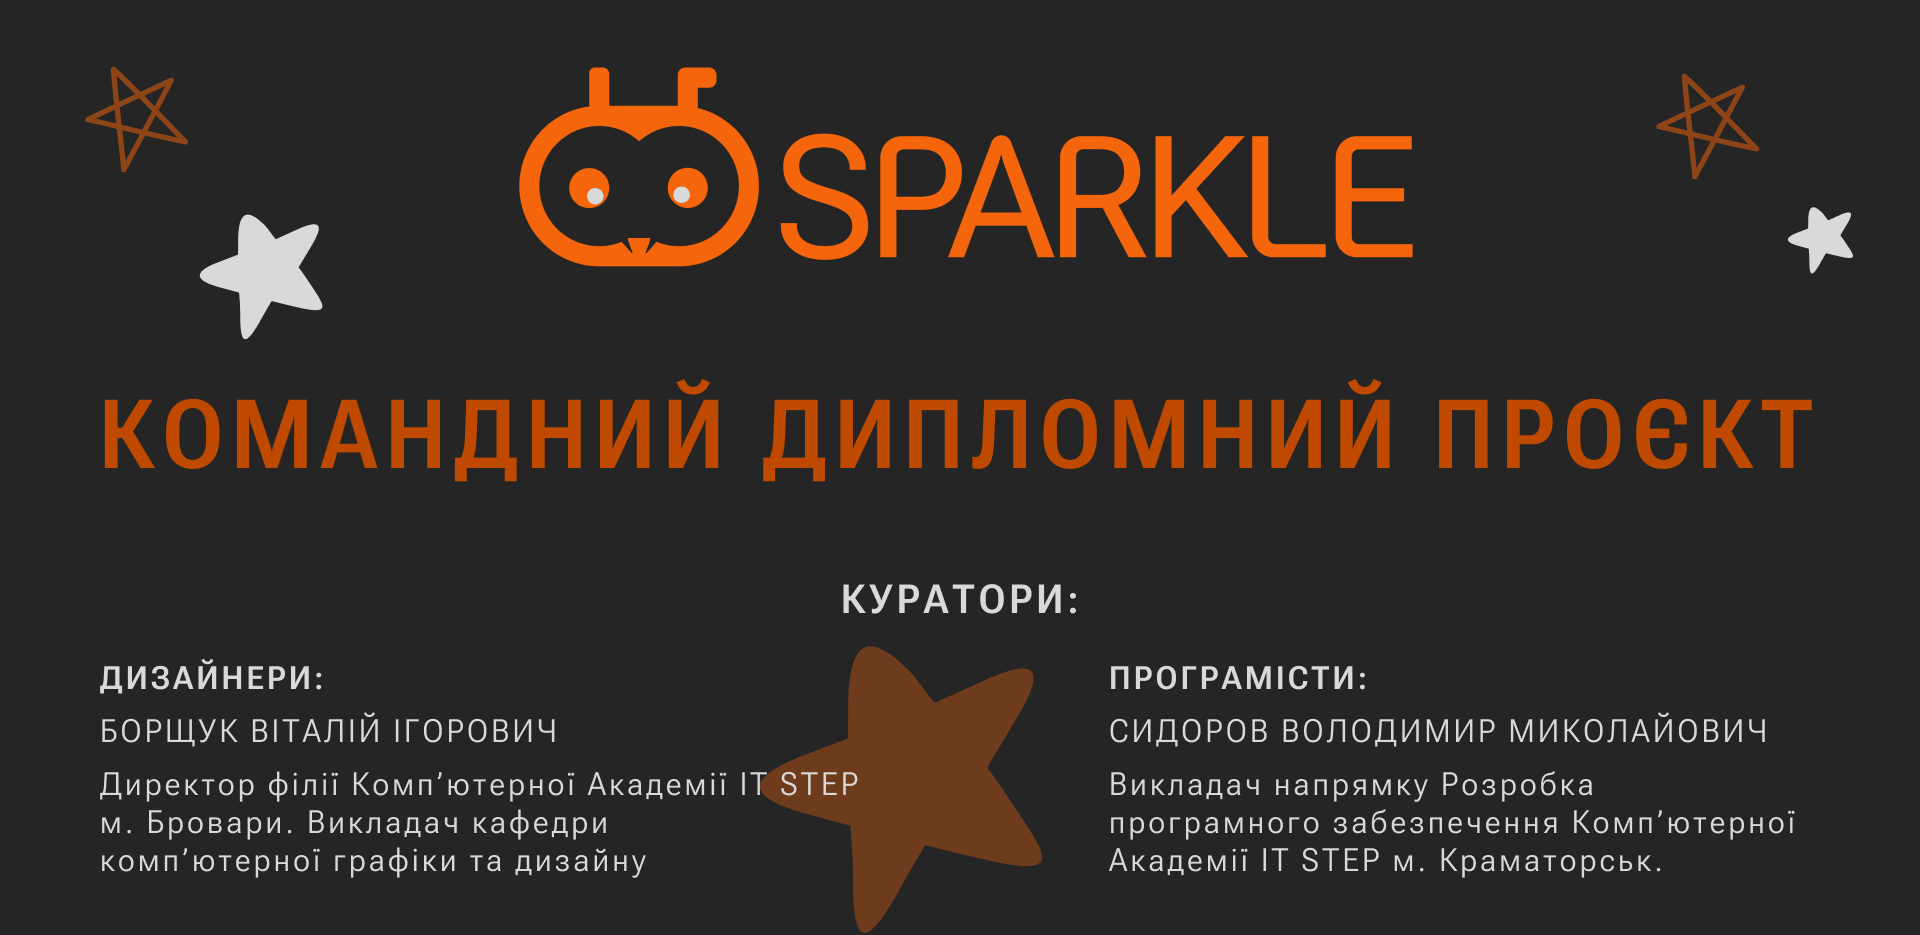 SPARKLE
КОМАНДНИЙ ДИПЛОМНИЙ ПРОЄКТ
КУРАТОРИ:
ДИЗАЙНЕРИ:
БОРЩУК ВІТАЛІЙ ІГОРОВИЧ
Директор філії Комп’ютерної Академії IT STEP
м. Бровари. Викладач кафедри
комп’ютерної графіки та дизайну
ПРОГРАМІСТИ:
СИДОРОВ ВОЛОДИМИР МИКОЛАЙОВИЧ
Викладач напрямку Розробка
програмного забезпечення Комп’ютерної
Академії IT STEP м. Краматорськ.